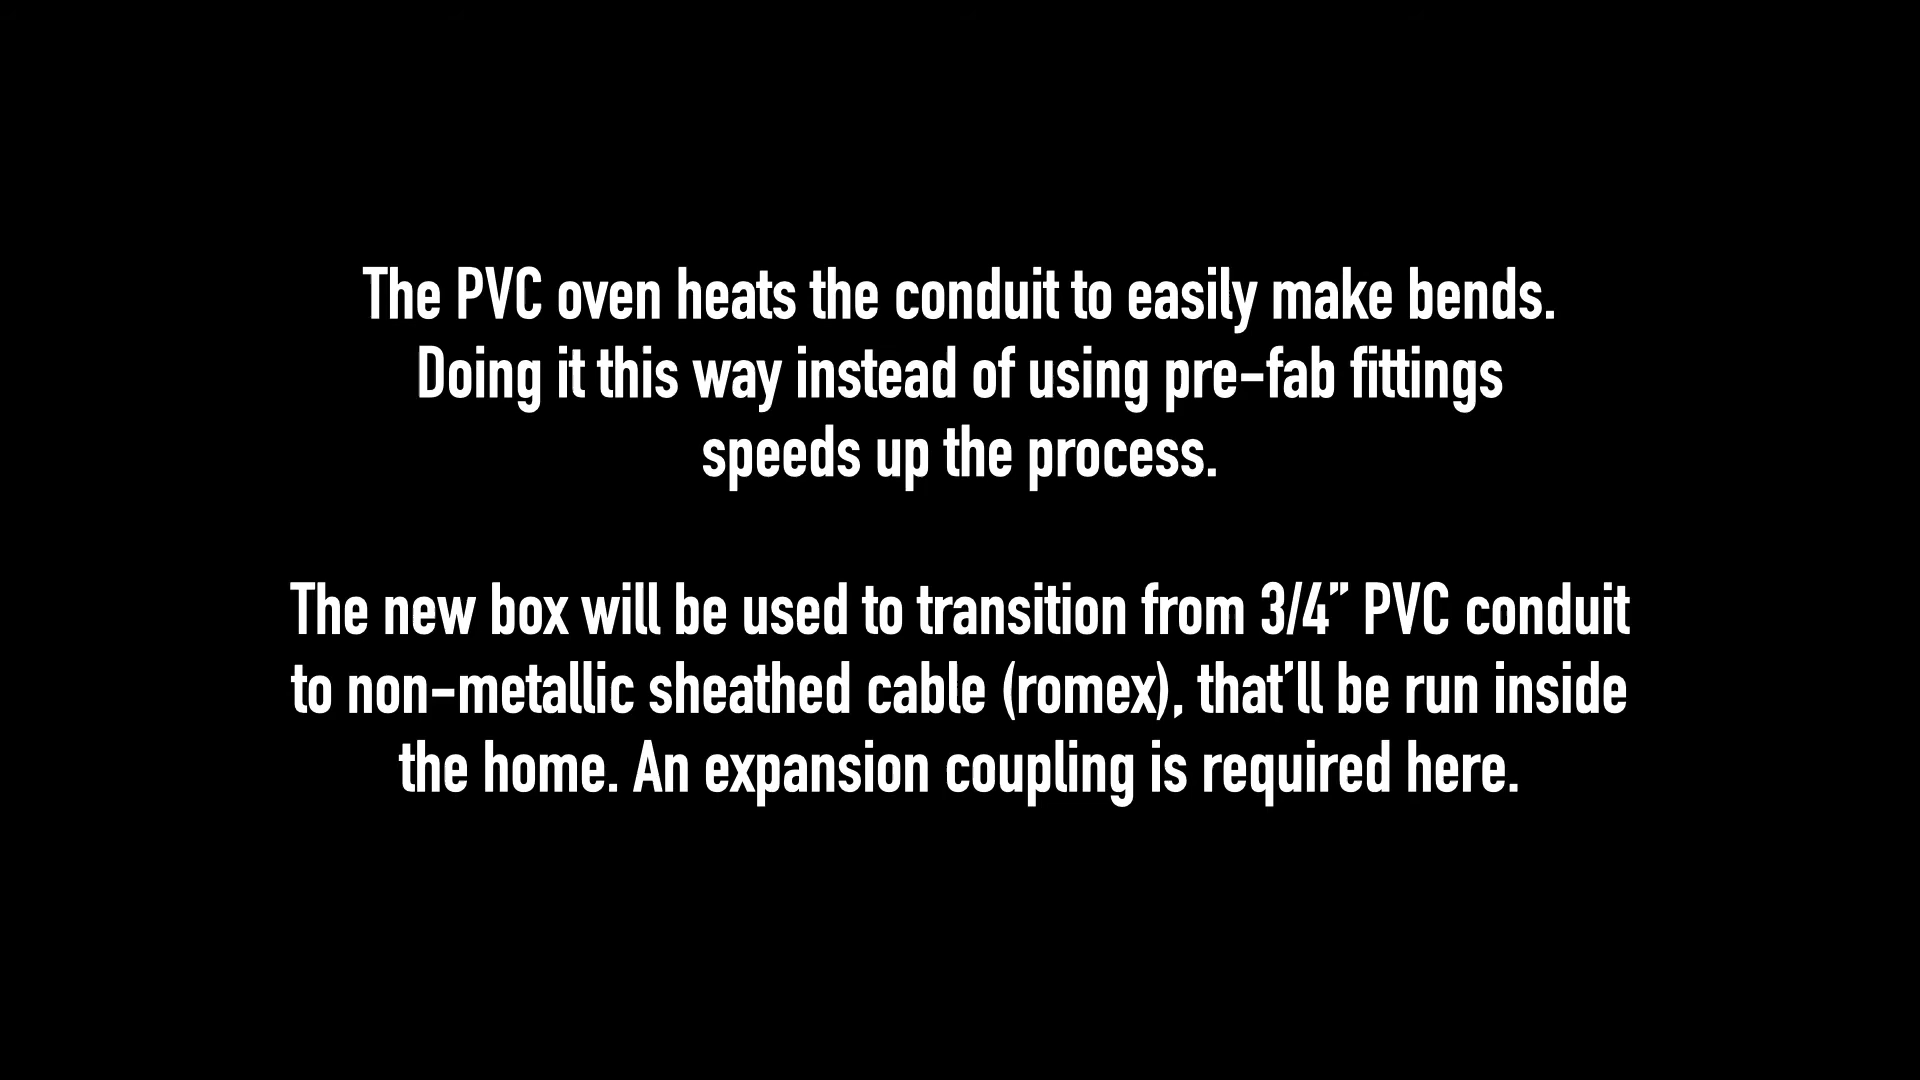 The PVC oven heats the conduit to easily make bends.
Doing it this way instead of using pre-fab fittings
speeds up the process.
The new box will be used to transition from 3/4” PVC conduit
to non-metallic sheathed cable (romex), that’ll be run inside
the home. An expansion coupling is required here.